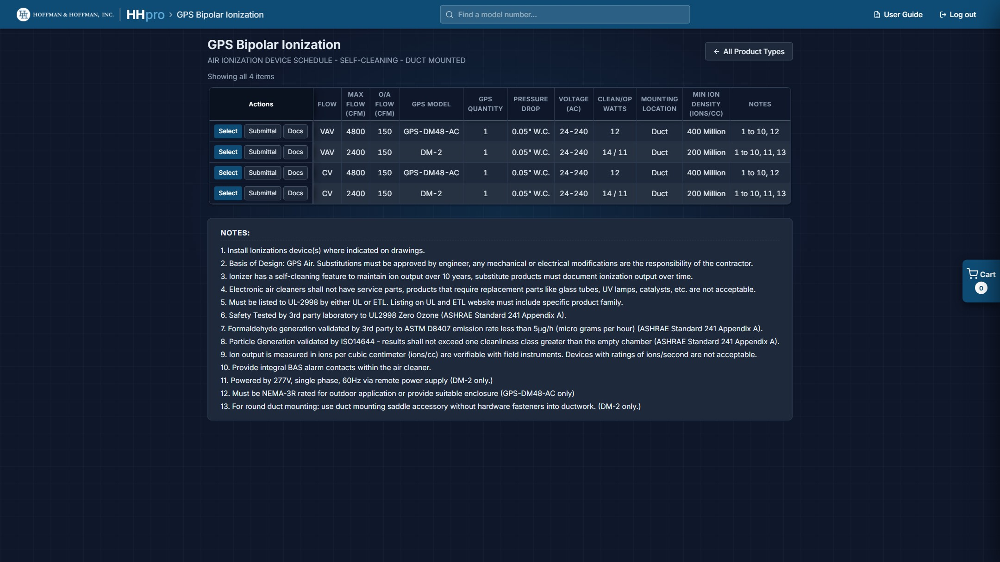 HOFFMAN & HOFFMAN, INC. HHpro › GPS Bipolar Ionization Find a model number... User Guide Log out
GPS Bipolar Ionization
All Product Types
AIR IONIZATION DEVICE SCHEDULE - SELF-CLEANING - DUCT MOUNTED
Showing all 4 items
Actions FLOW MAX FLOW (CFM) O/A FLOW (CFM) GPS MODEL GPS QUANTITY PRESSURE DROP VOLTAGE (AC) CLEAN/OP WATTS MOUNTING LOCATION MIN ION DENSITY (IONS/CC) NOTES
Select Submittal Docs VAV 4800 150 GPS-DM48-AC 1 0.05" W.C. 24-240 12 Duct 400 Million 1 to 10, 12
Select Submittal Docs VAV 2400 150 DM-2 1 0.05" W.C. 24-240 14 / 11 Duct 200 Million 1 to 10, 11, 13
Select Submittal Docs CV 4800 150 GPS-DM48-AC 1 0.05" W.C. 24-240 12 Duct 400 Million 1 to 10, 12
Select Submittal Docs CV 2400 150 DM-2 1 0.05" W.C. 24-240 14 / 11 Duct 200 Million 1 to 10, 11, 13
NOTES:
1. Install Ionizations device(s) where indicated on drawings.
2. Basis of Design: GPS Air. Substitutions must be approved by engineer, any mechanical or electrical modifications are the responsibility of the contractor.
3. Ionizer has a self-cleaning feature to maintain ion output over 10 years, substitute products must document ionization output over time.
4. Electronic air cleaners shall not have service parts, products that require replacement parts like glass tubes, UV lamps, catalysts, etc. are not acceptable.
5. Must be listed to UL-2998 by either UL or ETL. Listing on UL and ETL website must include specific product family.
6. Safety Tested by 3rd party laboratory to UL2998 Zero Ozone (ASHRAE Standard 241 Appendix A).
7. Formaldehyde generation validated by 3rd party to ASTM D8407 emission rate less than 5µg/h (micro grams per hour) (ASHRAE Standard 241 Appendix A).
8. Particle Generation validated by ISO14644 - results shall not exceed one cleanliness class greater than the empty chamber (ASHRAE Standard 241 Appendix A).
9. Ion output is measured in ions per cubic centimeter (ions/cc) are verifiable with field instruments. Devices with ratings of ions/second are not acceptable.
10. Provide integral BAS alarm contacts within the air cleaner.
11. Powered by 277V, single phase, 60Hz via remote power supply (DM-2 only.)
12. Must be NEMA-3R rated for outdoor application or provide suitable enclosure (GPS-DM48-AC only)
13. For round duct mounting: use duct mounting saddle accessory without hardware fasteners into ductwork. (DM-2 only.)
Cart
0